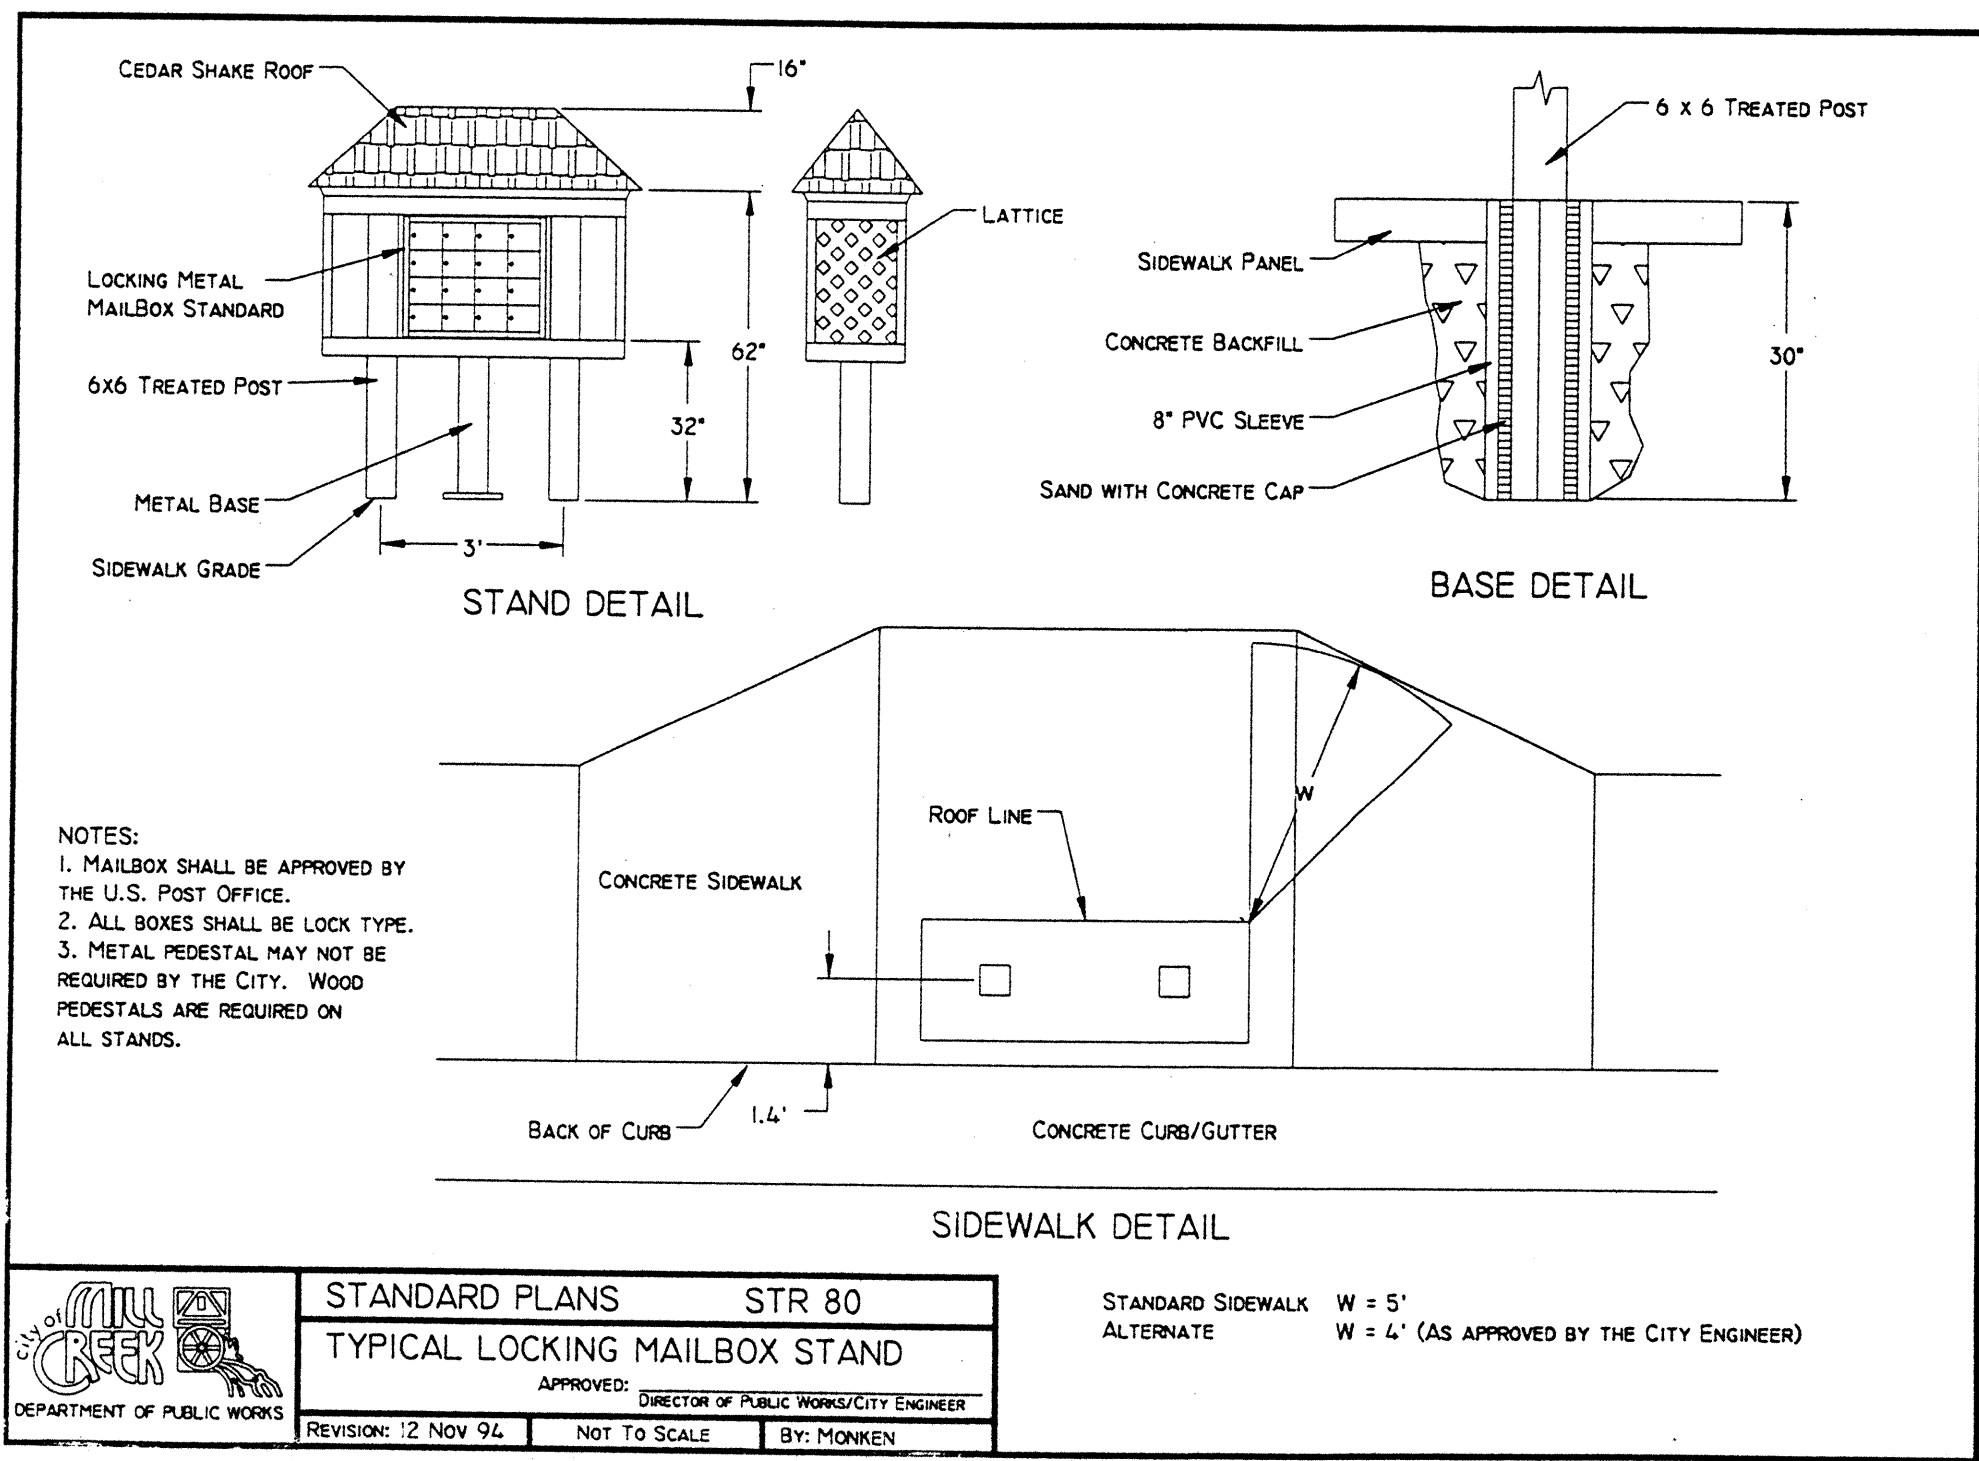 CEDAR SHAKE ROOF
16"
LOCKING METAL
MAILBOX STANDARD
6X6 TREATED POST
METAL BASE
SIDEWALK GRADE
3'
32"
62"
LATTICE
STAND DETAIL
6 X 6 TREATED POST
SIDEWALK PANEL
CONCRETE BACKFILL
8" PVC SLEEVE
SAND WITH CONCRETE CAP
30"
BASE DETAIL
W
ROOF LINE
CONCRETE SIDEWALK
1.4'
BACK OF CURB
CONCRETE CURB/GUTTER
SIDEWALK DETAIL
NOTES:
1. MAILBOX SHALL BE APPROVED BY
THE U.S. POST OFFICE.
2. ALL BOXES SHALL BE LOCK TYPE.
3. METAL PEDESTAL MAY NOT BE
REQUIRED BY THE CITY. WOOD
PEDESTALS ARE REQUIRED ON
ALL STANDS.
City of
MILL
CREEK
DEPARTMENT OF PUBLIC WORKS
STANDARD PLANS STR 80
TYPICAL LOCKING MAILBOX STAND
APPROVED:
DIRECTOR OF PUBLIC WORKS/CITY ENGINEER
REVISION: 12 NOV 94
NOT TO SCALE
BY: MONKEN
STANDARD SIDEWALK W = 5'
ALTERNATE W = 4' (AS APPROVED BY THE CITY ENGINEER)